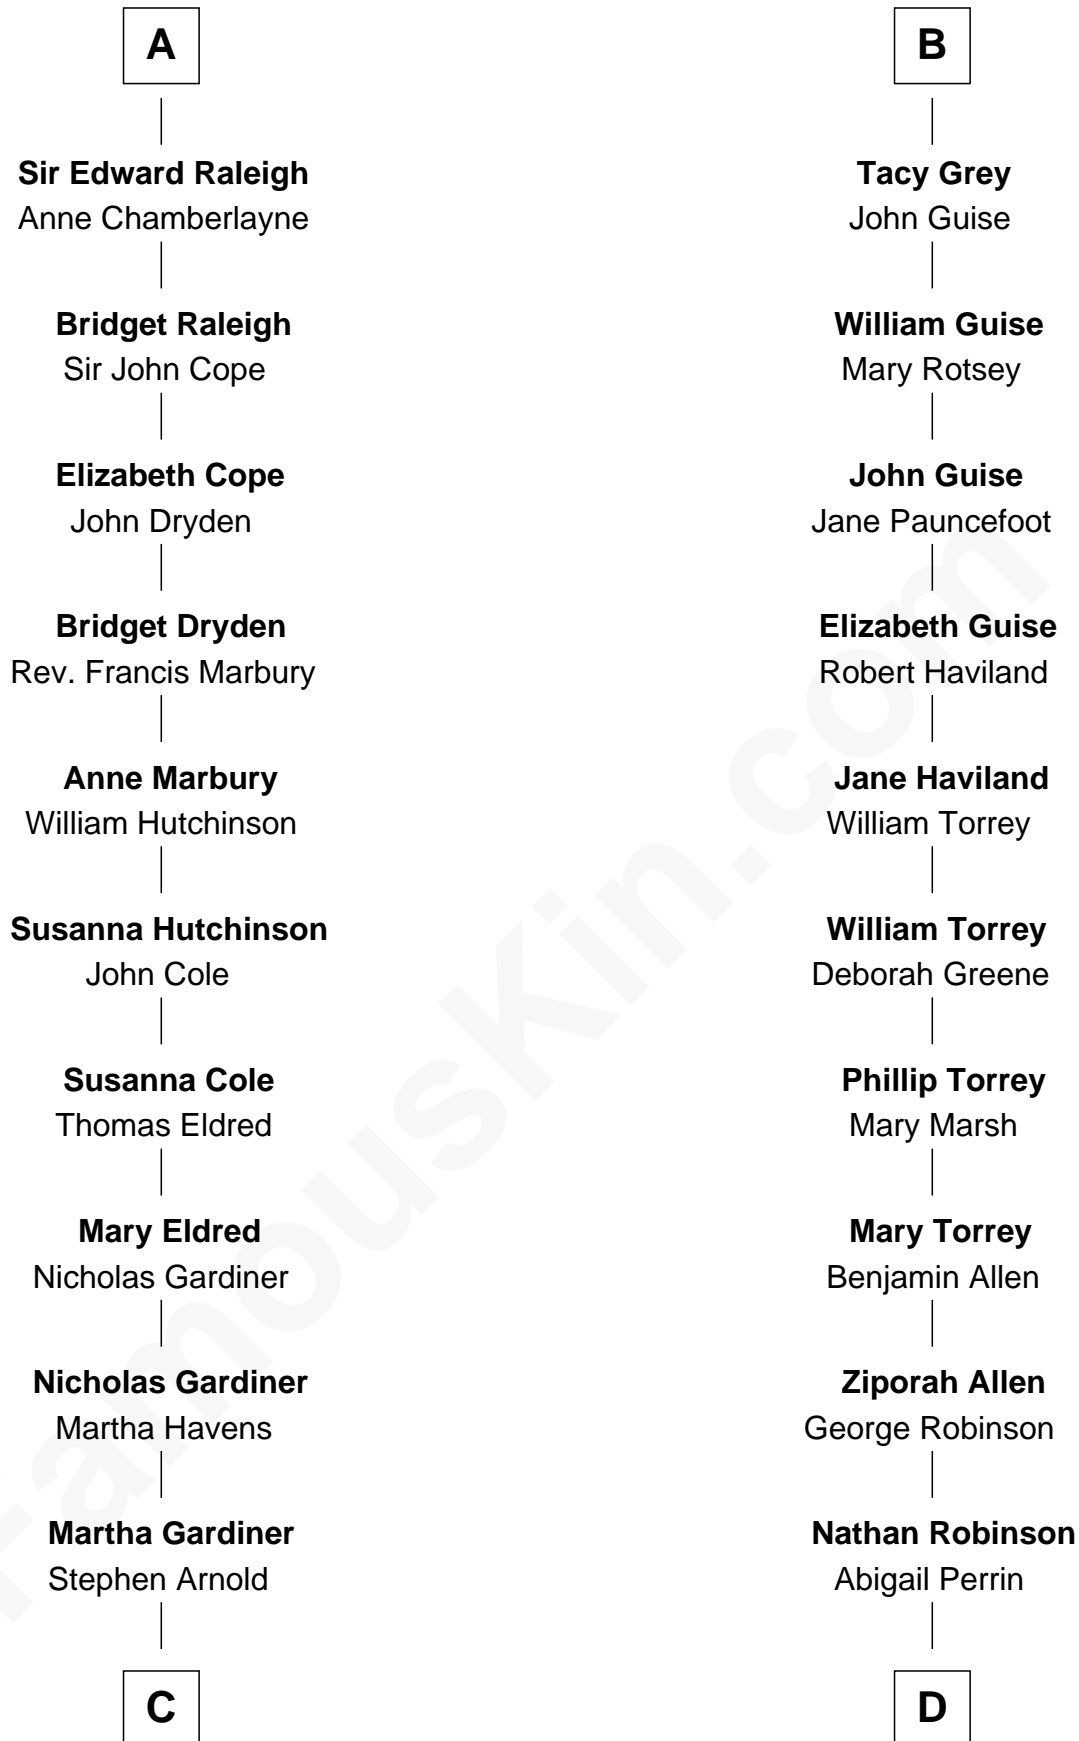 A
Sir Edward Raleigh
Anne Chamberlayne
Bridget Raleigh
Sir John Cope
Elizabeth Cope
John Dryden
Bridget Dryden
Rev. Francis Marbury
Anne Marbury
William Hutchinson
Susanna Hutchinson
John Cole
Susanna Cole
Thomas Eldred
Mary Eldred
Nicholas Gardiner
Nicholas Gardiner
Martha Havens
Martha Gardiner
Stephen Arnold
C
B
Tacy Grey
John Guise
William Guise
Mary Rotsey
John Guise
Jane Pauncefoot
Elizabeth Guise
Robert Haviland
Jane Haviland
William Torrey
William Torrey
Deborah Greene
Phillip Torrey
Mary Marsh
Mary Torrey
Benjamin Allen
Ziporah Allen
George Robinson
Nathan Robinson
Abigail Perrin
D
FamousKin.com